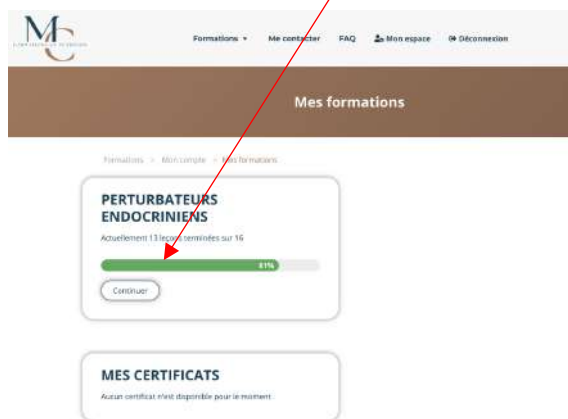 MC
Formations Me contacter FAQ Mon espace Déconnexion
Mes formations
Formations > Mon compte > Mes formations
PERTURBATEURS
ENDOCRINIENS
Actuellement 13 leçons terminées sur 16
81%
Continuer
MES CERTIFICATS
Aucun certificat n'est disponible pour le moment